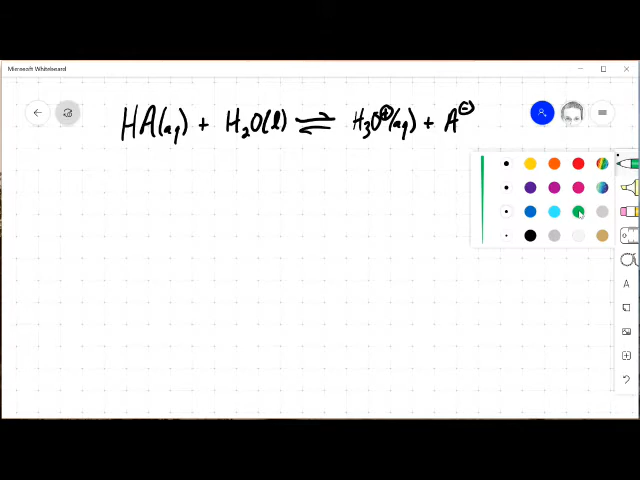 Microsoft Whiteboard
HA(aq) + H₂O(l) ⇌ H₃O⊕(aq) + A⊖
A